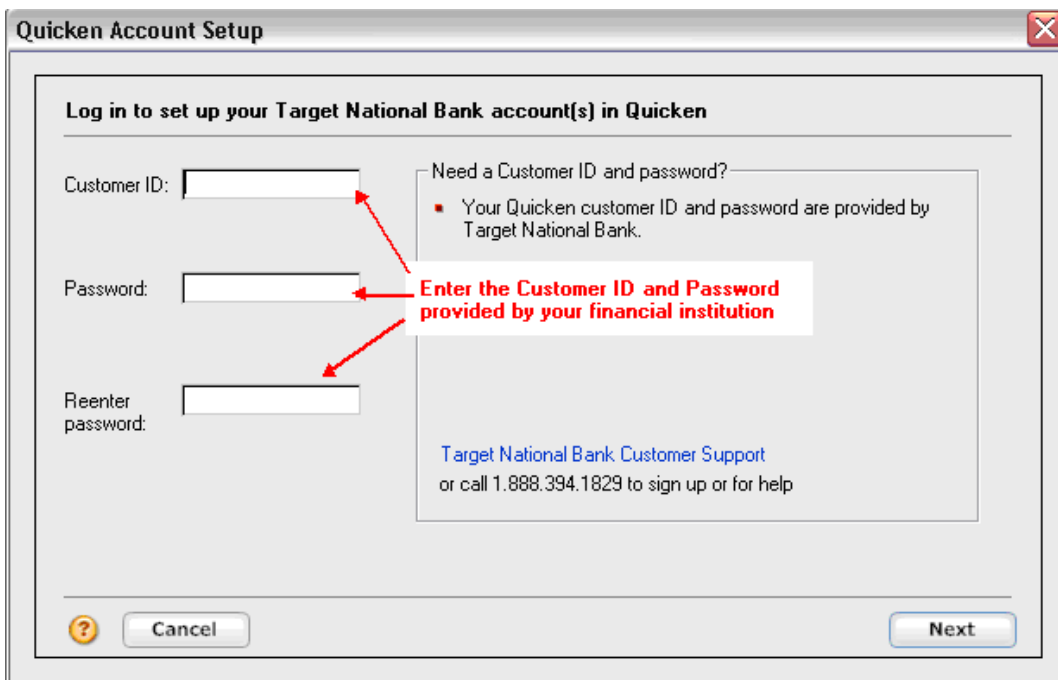 Quicken Account Setup
Log in to set up your Target National Bank account(s) in Quicken
Customer ID:
Password:
Reenter
password:
Need a Customer ID and password?
Your Quicken customer ID and password are provided by
Target National Bank.
Enter the Customer ID and Password
provided by your financial institution
Target National Bank Customer Support
or call 1.888.394.1829 to sign up or for help
?
Cancel
Next